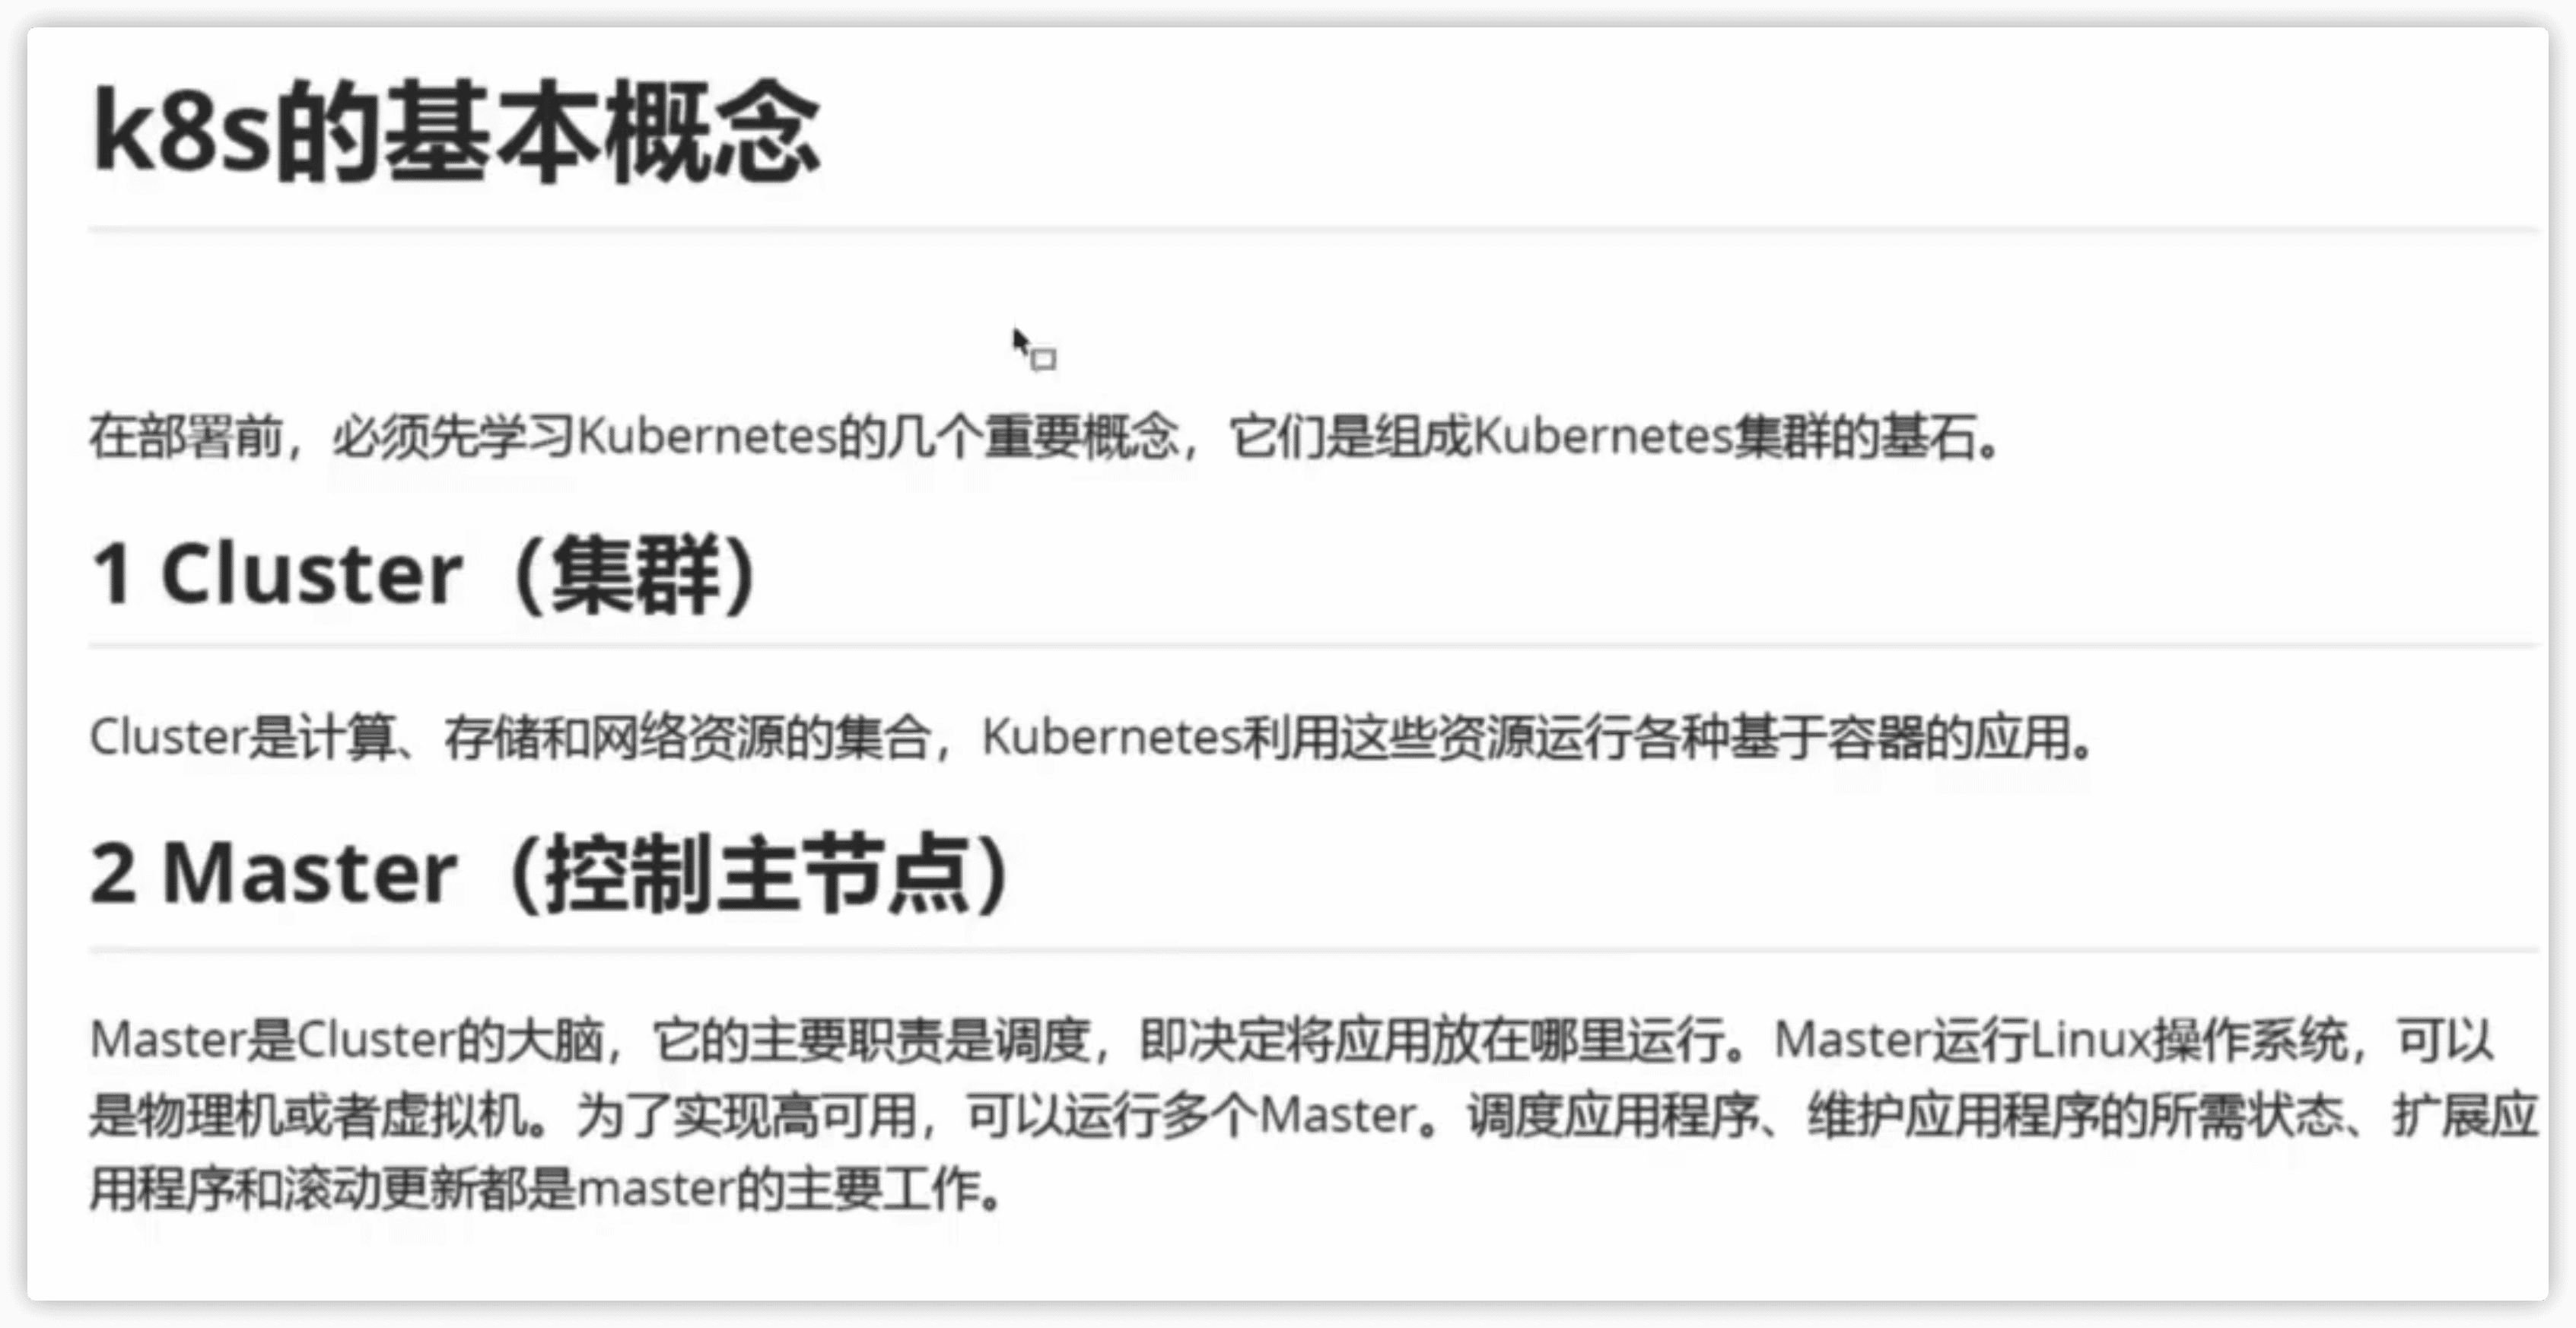 k8s的基本概念
在部署前，必须先学习Kubernetes的几个重要概念，它们是组成Kubernetes集群的基石。
1 Cluster（集群）
Cluster是计算、存储和网络资源的集合，Kubernetes利用这些资源运行各种基于容器的应用。
2 Master（控制主节点）
Master是Cluster的大脑，它的主要职责是调度，即决定将应用放在哪里运行。Master运行Linux操作系统，可以
是物理机或者虚拟机。为了实现高可用，可以运行多个Master。调度应用程序、维护应用程序的所需状态、扩展应
用程序和滚动更新都是master的主要工作。